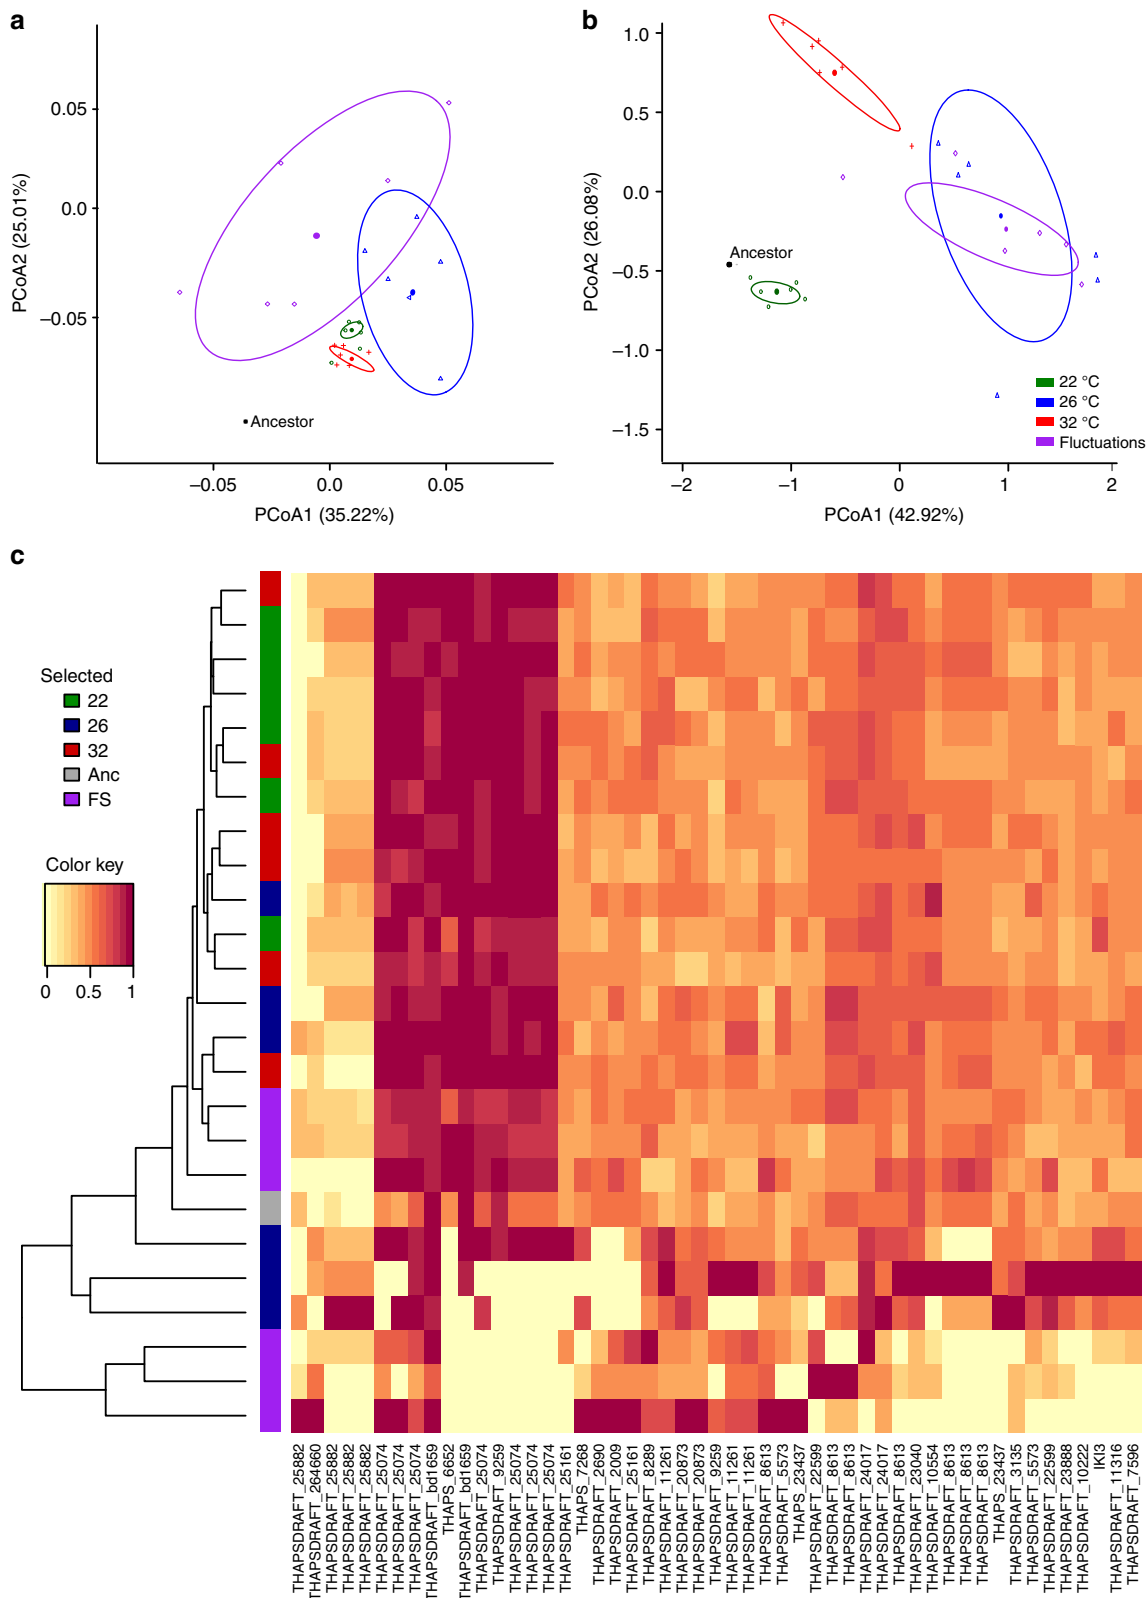 a
0.05
0.0
−0.05
PCoA2 (25.01%)
Ancestor
−0.05
0.0
0.05
PCoA1 (35.22%)
b
1.0
0.5
0.0
−0.5
−1.0
−1.5
PCoA2 (26.08%)
Ancestor
22 °C
26 °C
32 °C
Fluctuations
−2
−1
0
1
2
PCoA1 (42.92%)
c
Selected
22
26
32
Anc
FS
Color key
0
0.5
1
THAPSDRAFT_25882
THAPSDRAFT_264660
THAPSDRAFT_25882
THAPSDRAFT_25882
THAPSDRAFT_25882
THAPSDRAFT_25074
THAPSDRAFT_25074
THAPSDRAFT_25074
THAPSDRAFT_bd1659
THAPS_6652
THAPSDRAFT_bd1659
THAPSDRAFT_25074
THAPSDRAFT_9259
THAPSDRAFT_25074
THAPSDRAFT_25074
THAPSDRAFT_25074
THAPSDRAFT_25161
THAPS_7268
THAPSDRAFT_2690
THAPSDRAFT_2009
THAPSDRAFT_25161
THAPSDRAFT_8289
THAPSDRAFT_11261
THAPSDRAFT_20873
THAPSDRAFT_20873
THAPSDRAFT_9259
THAPSDRAFT_11261
THAPSDRAFT_11261
THAPSDRAFT_8613
THAPSDRAFT_5573
THAPS_23437
THAPSDRAFT_22599
THAPSDRAFT_8613
THAPSDRAFT_8613
THAPSDRAFT_24017
THAPSDRAFT_24017
THAPSDRAFT_8613
THAPSDRAFT_23040
THAPSDRAFT_10554
THAPSDRAFT_8613
THAPSDRAFT_8613
THAPSDRAFT_8613
THAPS_23437
THAPSDRAFT_3135
THAPSDRAFT_5573
THAPSDRAFT_22599
THAPSDRAFT_23888
THAPSDRAFT_10222
IKI3
THAPSDRAFT_11316
THAPSDRAFT_7596